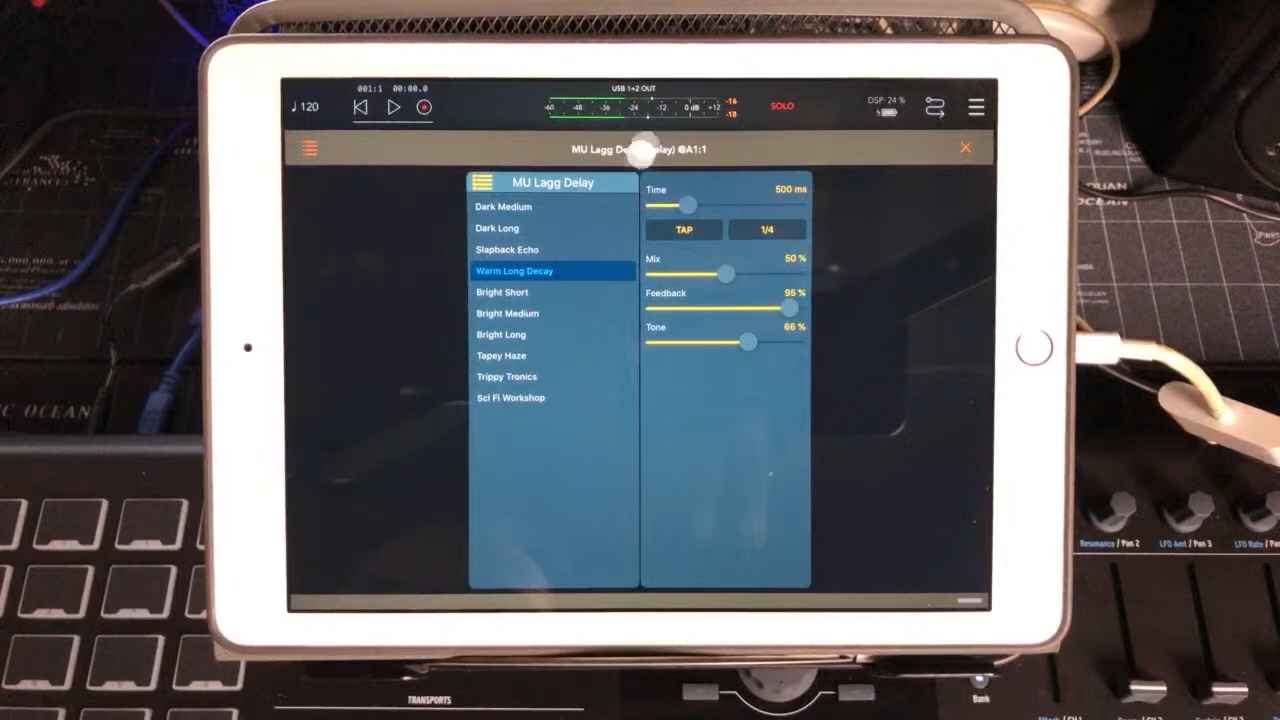 001:1 00:00.0
USB 1+2 OUT
♩ 120
-60 -48 -36 -24 -12 0 dB +12
-16
-18
SOLO
DSP: 24 %
MU Lagg De lay) @A1:1
MU Lagg Delay
Dark Medium
Dark Long
Slapback Echo
Warm Long Decay
Bright Short
Bright Medium
Bright Long
Tapey Haze
Trippy Tronics
Sci Fi Workshop
Time 500 ms
TAP 1/4
Mix 50 %
Feedback 95 %
Tone 66 %
OCEAN
OCEAN
Resonance / Pan 2
LFO Amt / Pan 3
LFO Rate /
TRANSPORTS
Bank